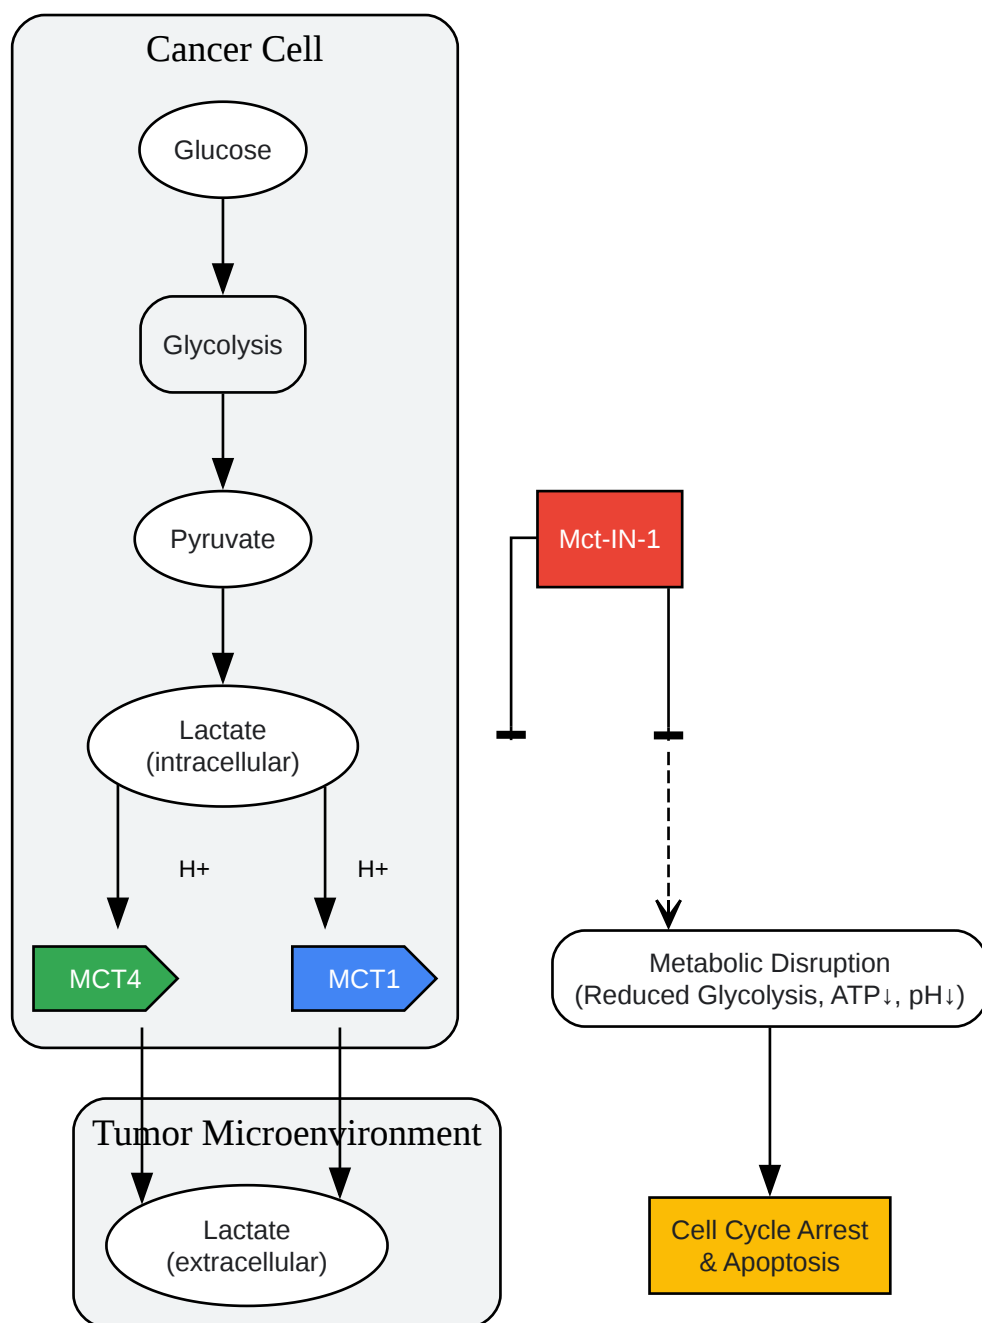 Cancer Cell
Glucose
Glycolysis
Pyruvate
Mct-IN-1
Lactate
(intracellular)
H+
H+
MCT4
MCT1
Metabolic Disruption
(Reduced Glycolysis, ATP↓, pH↓)
Tumor Microenvironment
Lactate
(extracellular)
Cell Cycle Arrest
& Apoptosis